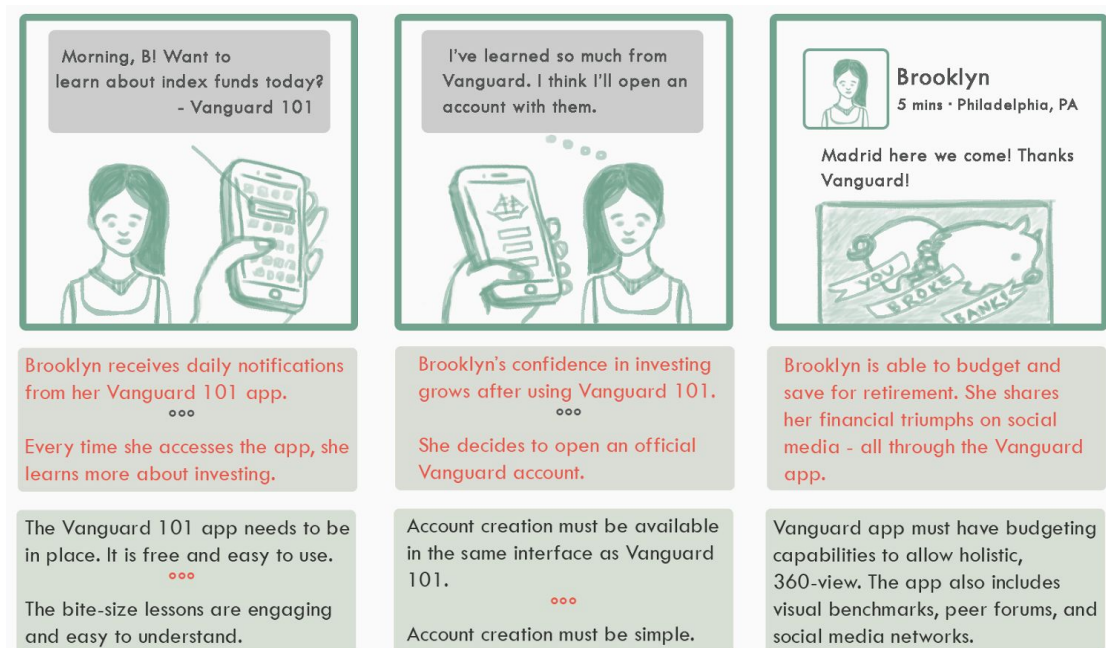 Morning, B! Want to
learn about index funds today?
- Vanguard 101
I've learned so much from
Vanguard. I think I'll open an
account with them.
Brooklyn
5 mins · Philadelphia, PA
Madrid here we come! Thanks
Vanguard!
YOU
BROKE
BANK!
Brooklyn receives daily notifications
from her Vanguard 101 app.
Every time she accesses the app, she
learns more about investing.
Brooklyn's confidence in investing
grows after using Vanguard 101.
She decides to open an official
Vanguard account.
Brooklyn is able to budget and
save for retirement. She shares
her financial triumphs on social
media - all through the Vanguard
app.
The Vanguard 101 app needs to be
in place. It is free and easy to use.
The bite-size lessons are engaging
and easy to understand.
Account creation must be available
in the same interface as Vanguard
101.
Account creation must be simple.
Vanguard app must have budgeting
capabilities to allow holistic,
360-view. The app also includes
visual benchmarks, peer forums, and
social media networks.